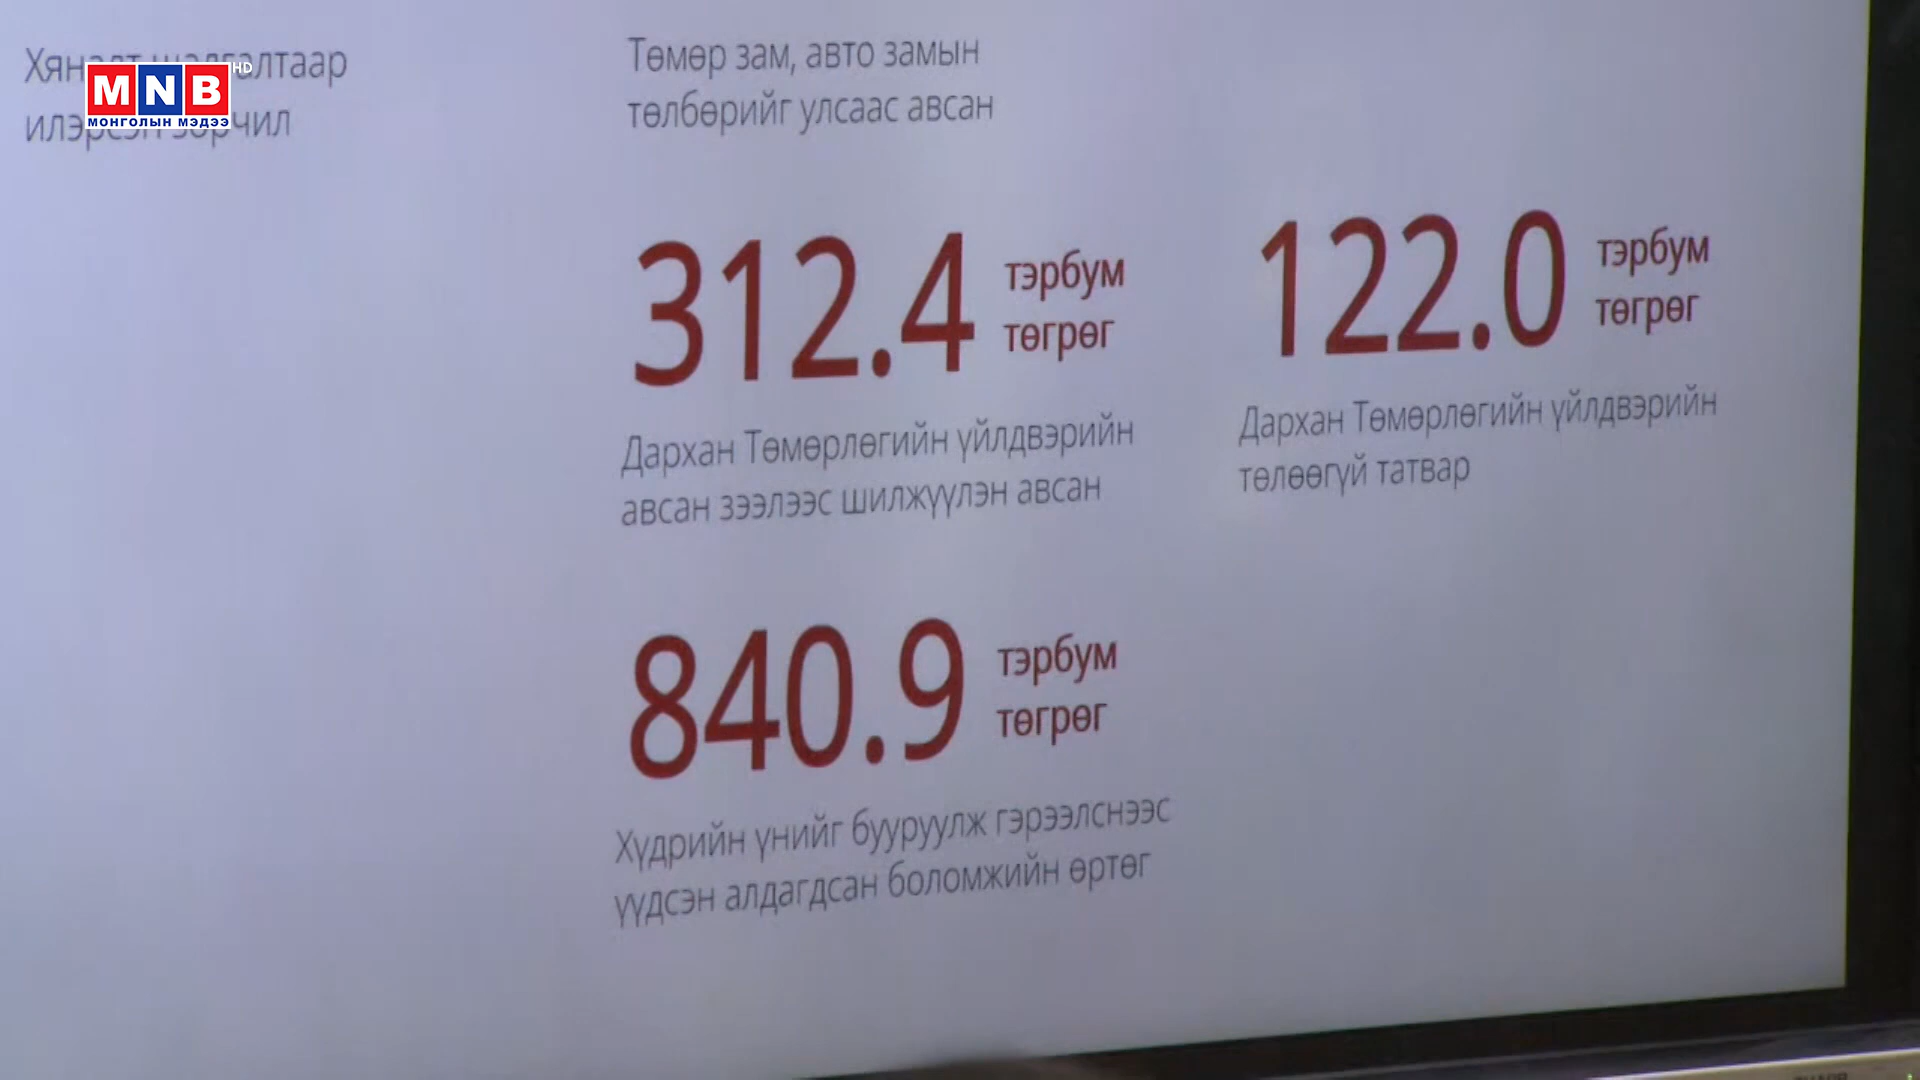 Хяналт шалгалтаар
илэрсэн зөрчил
MNB HD
МОНГОЛЫН МЭДЭЭ
Төмөр зам, авто замын
төлбөрийг улсаас авсан
312.4 тэрбум
төгрөг
Дархан Төмөрлөгийн үйлдвэрийн
авсан зээлээс шилжүүлэн авсан
122.0 тэрбум
төгрөг
Дархан Төмөрлөгийн үйлдвэрийн
төлөөгүй татвар
840.9 тэрбум
төгрөг
Хүдрийн үнийг бууруулж гэрээлснээс
үүдсэн алдагдсан боломжийн өртөг